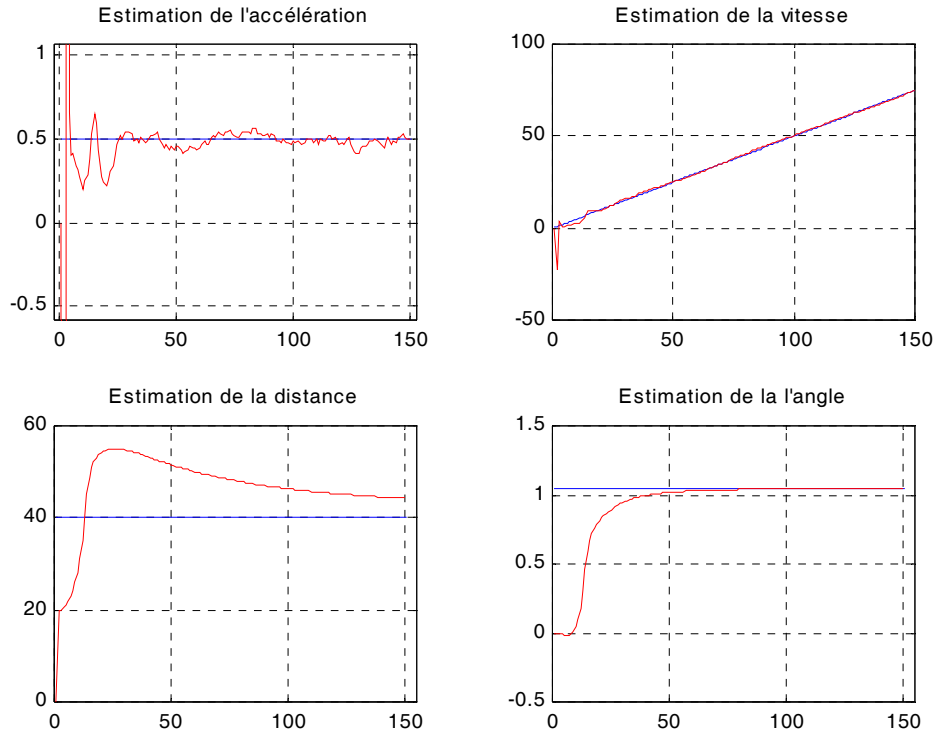 Estimation de l'accélération
1
0.5
0
-0.5
0 50 100 150
Estimation de la vitesse
100
50
0
-50
0 50 100 150
Estimation de la distance
60
40
20
0
0 50 100 150
Estimation de la l'angle
1.5
1
0.5
0
-0.5
0 50 100 150